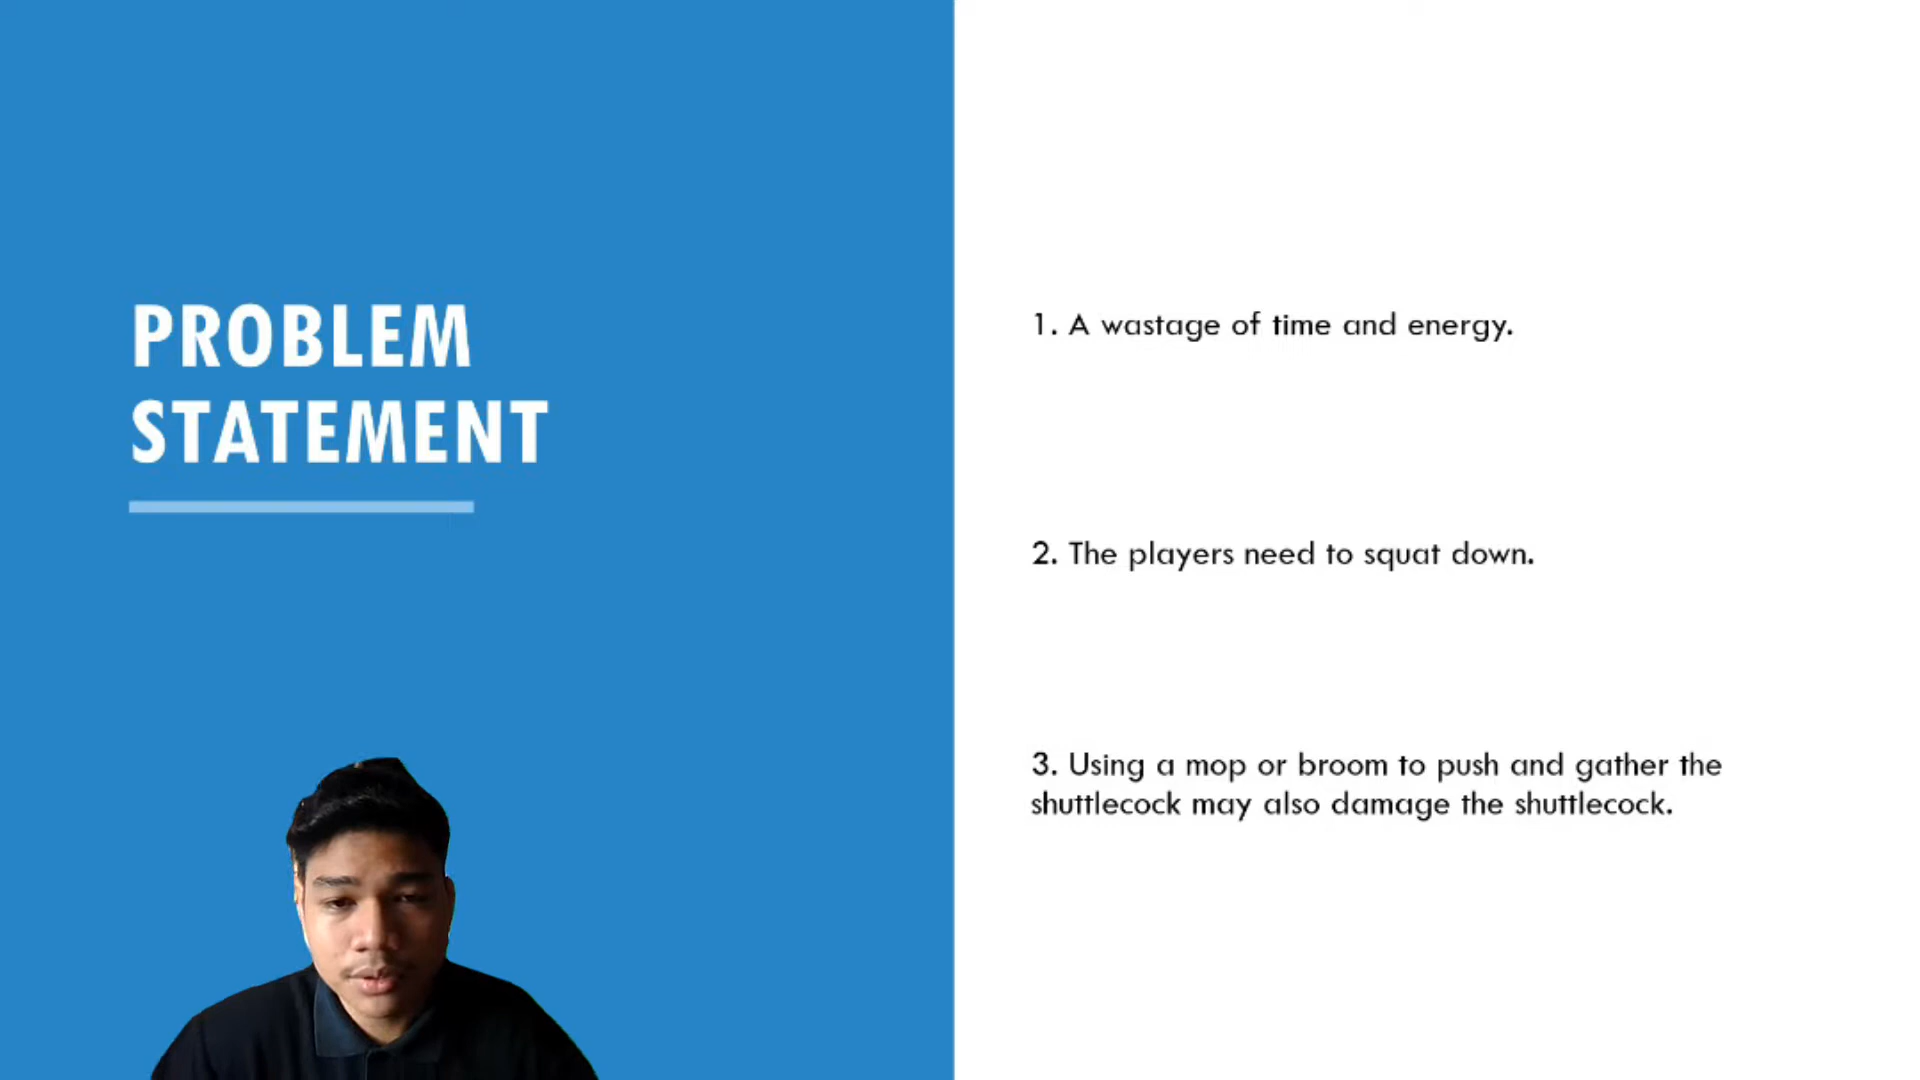 PROBLEM
STATEMENT
1. A wastage of time and energy.
2. The players need to squat down.
3. Using a mop or broom to push and gather the
shuttlecock may also damage the shuttlecock.